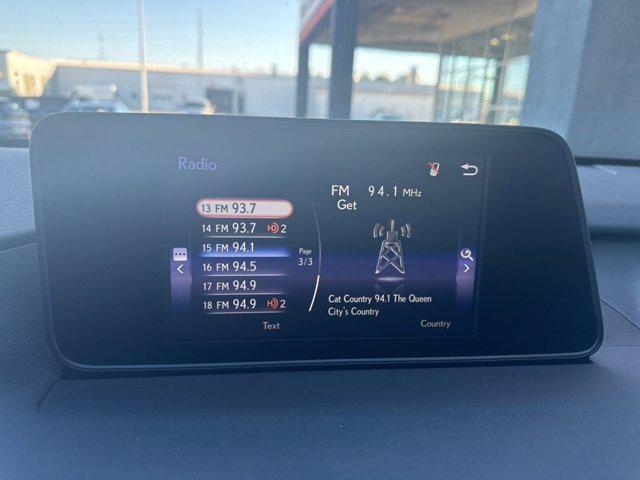 Radio
FM 94.1 MHz
Get
13 FM 93.7
14 FM 93.7 HD 2
15 FM 94.1
16 FM 94.5
17 FM 94.9
18 FM 94.9 HD 2
Page
3/3
Cat Country 94.1 The Queen
City's Country
Text
Country